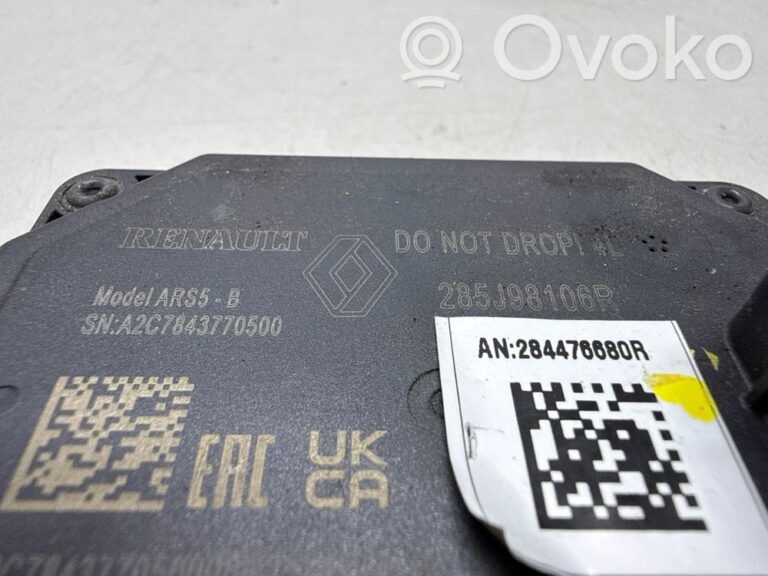 Ovoko
RENAULT
DO NOT DROP! 4L
Model ARS5 - B
285J98106R
SN:A2C7843770500
AN:284476680R
EAC
UK
CA